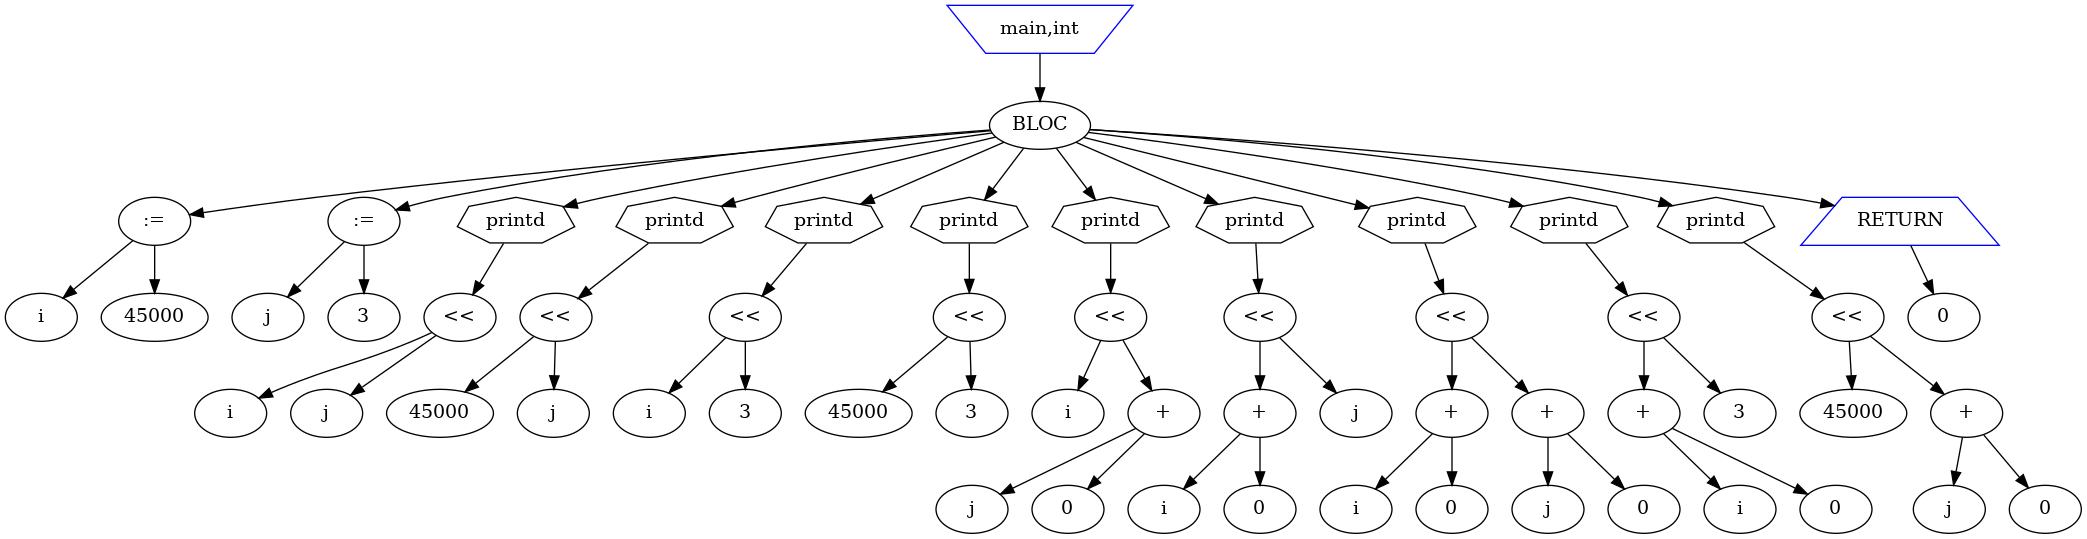 main,int
BLOC
:=
:=
printd
printd
printd
printd
printd
printd
printd
printd
printd
RETURN
i
45000
j
3
<<
<<
<<
<<
<<
<<
<<
<<
<<
0
i
j
45000
j
i
3
45000
3
i
+
+
j
+
+
+
3
45000
+
j
0
i
0
i
0
j
0
i
0
j
0